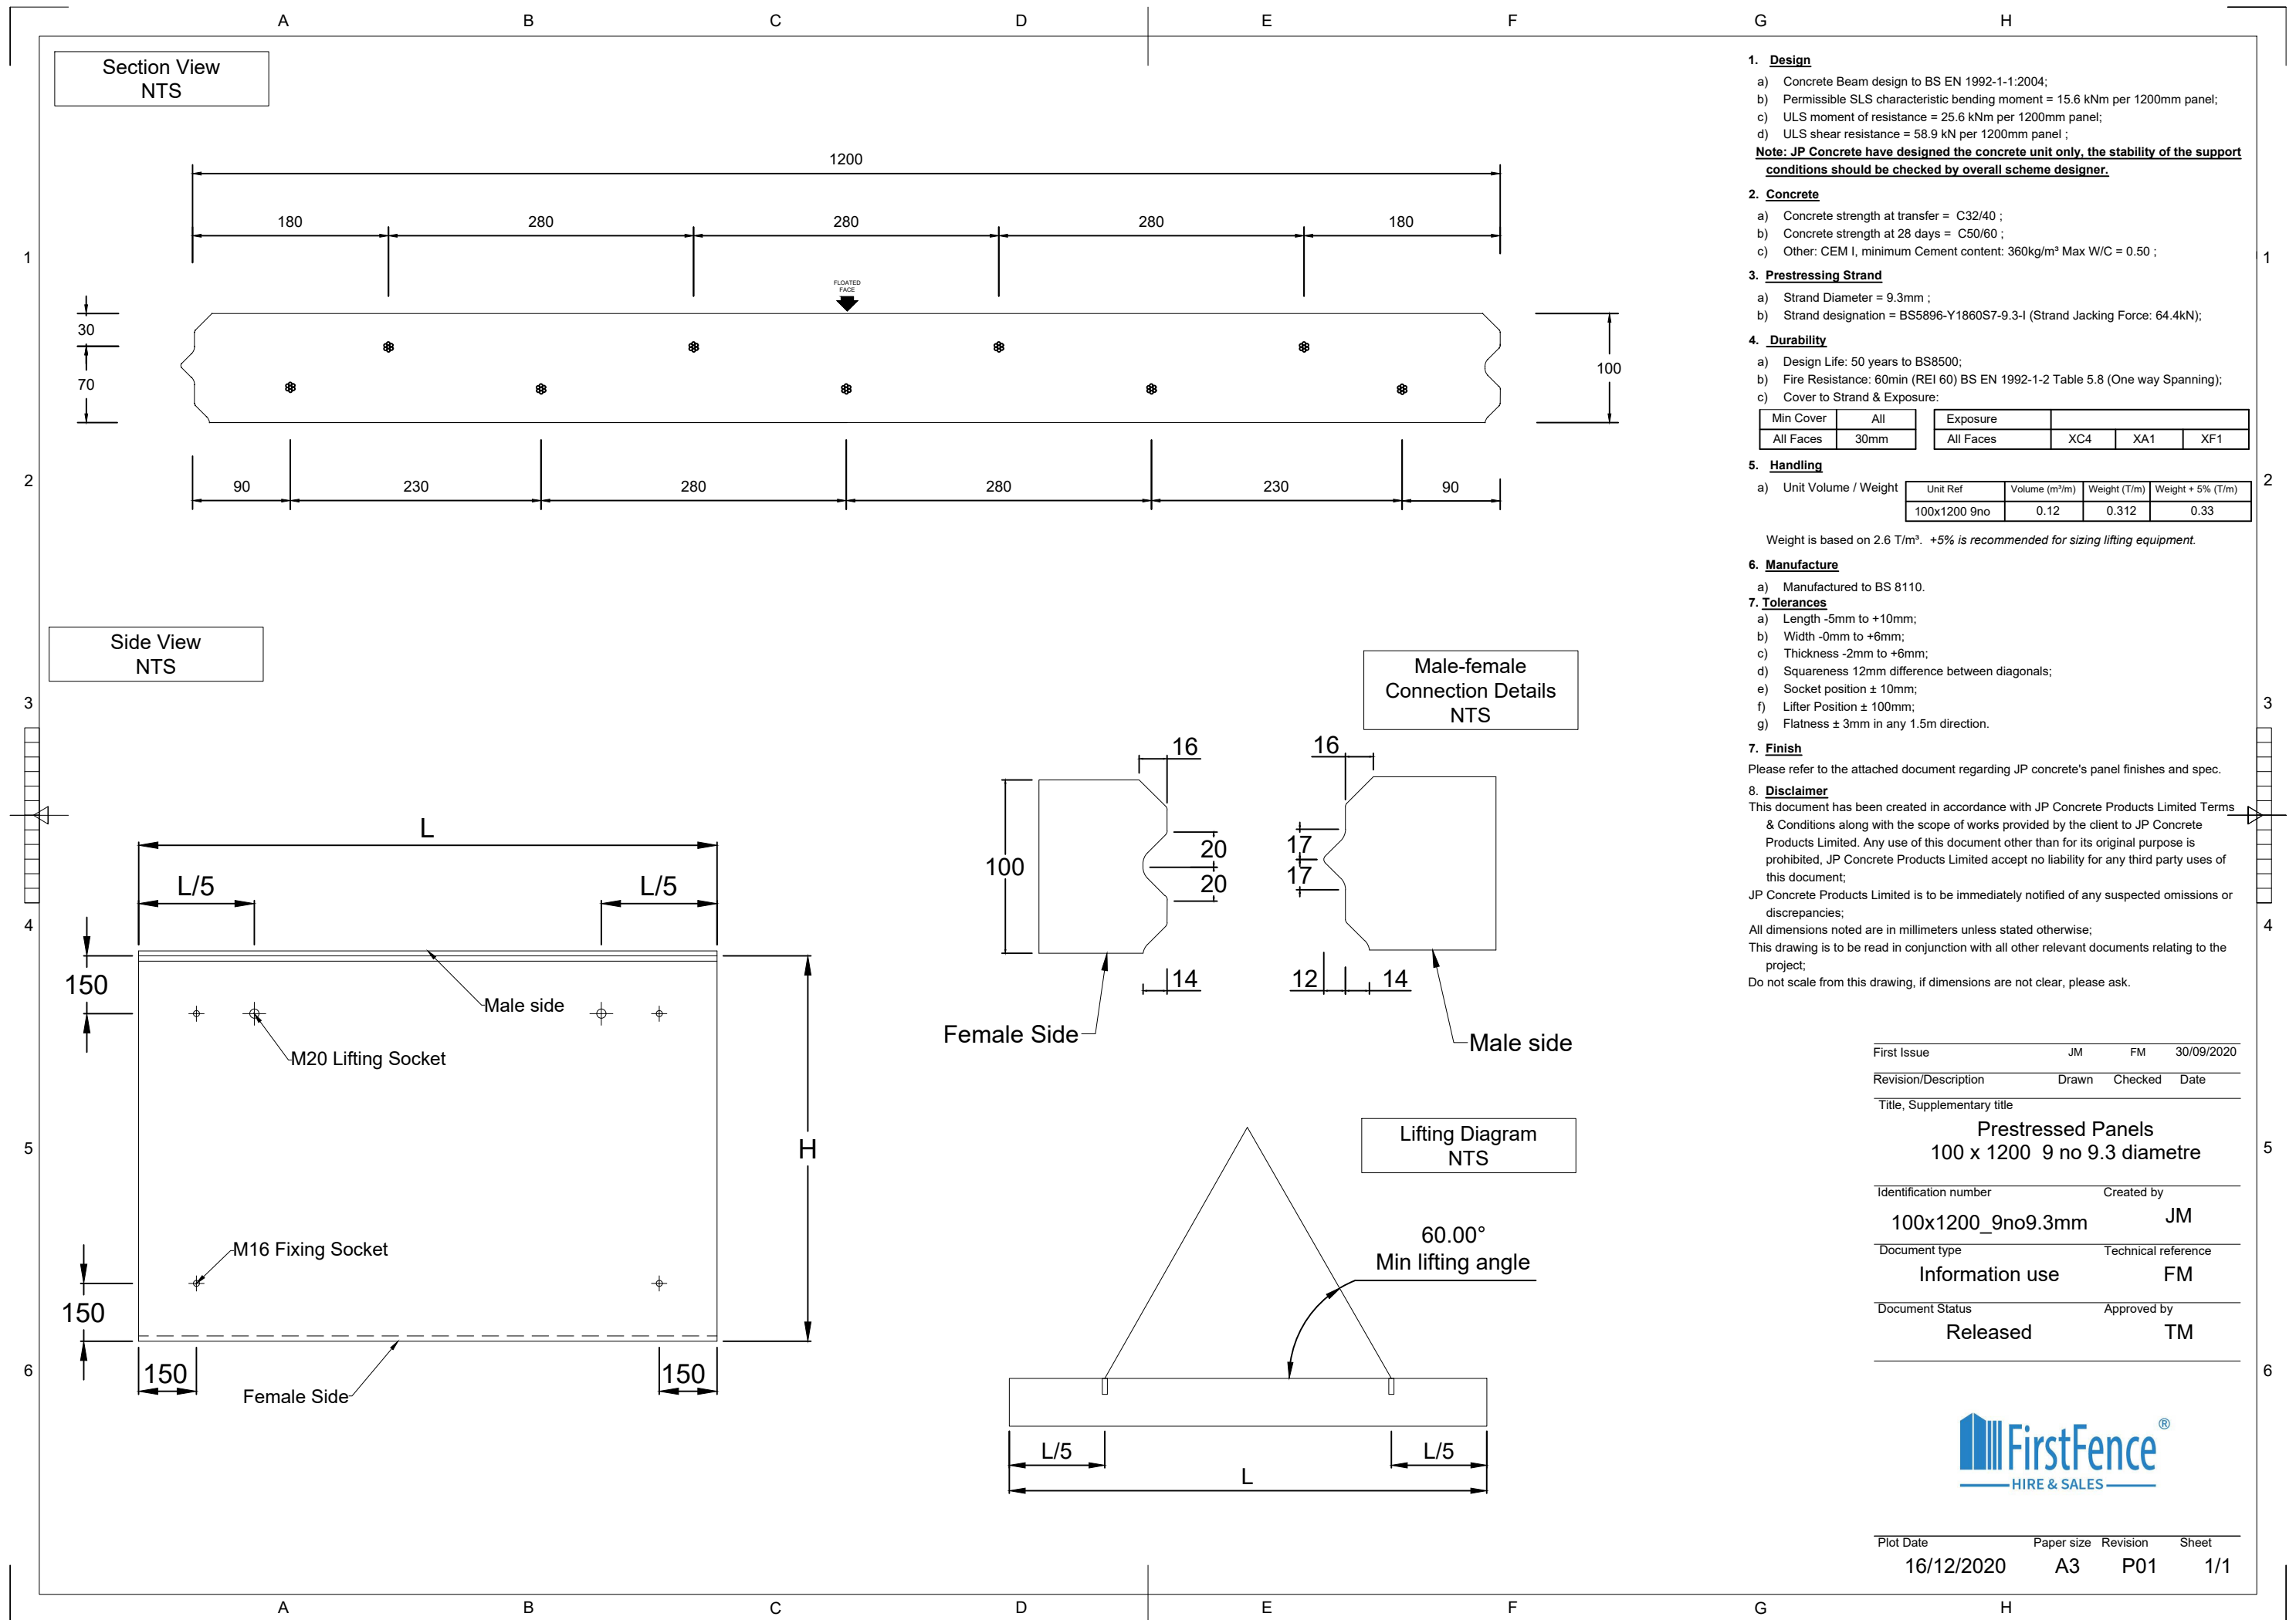 A B C D E F G H
Section View
NTS
1200
180 280 280 280 180
FLOATED
FACE
30
70
100
90 230 280 280 230 90
1 1
2 2
3 3
4 4
5 5
6 6
Side View
NTS
L
L/5 L/5
150
Male side
M20 Lifting Socket
H
M16 Fixing Socket
150
150 150
Female Side
Male-female
Connection Details
NTS
16 16
100
20
20
17
17
14 12 14
Female Side
Male side
Lifting Diagram
NTS
60.00°
Min lifting angle
L/5 L/5
L
1. Design
a) Concrete Beam design to BS EN 1992-1-1:2004;
b) Permissible SLS characteristic bending moment = 15.6 kNm per 1200mm panel;
c) ULS moment of resistance = 25.6 kNm per 1200mm panel;
d) ULS shear resistance = 58.9 kN per 1200mm panel ;
Note: JP Concrete have designed the concrete unit only, the stability of the support
conditions should be checked by overall scheme designer.
2. Concrete
a) Concrete strength at transfer = C32/40 ;
b) Concrete strength at 28 days = C50/60 ;
c) Other: CEM I, minimum Cement content: 360kg/m³ Max W/C = 0.50 ;
3. Prestressing Strand
a) Strand Diameter = 9.3mm ;
b) Strand designation = BS5896-Y1860S7-9.3-I (Strand Jacking Force: 64.4kN);
4. Durability
a) Design Life: 50 years to BS8500;
b) Fire Resistance: 60min (REI 60) BS EN 1992-1-2 Table 5.8 (One way Spanning);
c) Cover to Strand & Exposure:
Min Cover All Exposure
All Faces 30mm All Faces XC4 XA1 XF1
5. Handling
a) Unit Volume / Weight
Unit Ref Volume (m³/m) Weight (T/m) Weight + 5% (T/m)
100x1200 9no 0.12 0.312 0.33
Weight is based on 2.6 T/m³. +5% is recommended for sizing lifting equipment.
6. Manufacture
a) Manufactured to BS 8110.
7. Tolerances
a) Length -5mm to +10mm;
b) Width -0mm to +6mm;
c) Thickness -2mm to +6mm;
d) Squareness 12mm difference between diagonals;
e) Socket position ± 10mm;
f) Lifter Position ± 100mm;
g) Flatness ± 3mm in any 1.5m direction.
7. Finish
Please refer to the attached document regarding JP concrete's panel finishes and spec.
8. Disclaimer
This document has been created in accordance with JP Concrete Products Limited Terms
& Conditions along with the scope of works provided by the client to JP Concrete
Products Limited. Any use of this document other than for its original purpose is
prohibited, JP Concrete Products Limited accept no liability for any third party uses of
this document;
JP Concrete Products Limited is to be immediately notified of any suspected omissions or
discrepancies;
All dimensions noted are in millimeters unless stated otherwise;
This drawing is to be read in conjunction with all other relevant documents relating to the
project;
Do not scale from this drawing, if dimensions are not clear, please ask.
First Issue JM FM 30/09/2020
Revision/Description Drawn Checked Date
Title, Supplementary title
Prestressed Panels
100 x 1200 9 no 9.3 diametre
Identification number Created by
100x1200_9no9.3mm JM
Document type Technical reference
Information use FM
Document Status Approved by
Released TM
FirstFence®
HIRE & SALES
Plot Date Paper size Revision Sheet
16/12/2020 A3 P01 1/1
A B C D E F G H